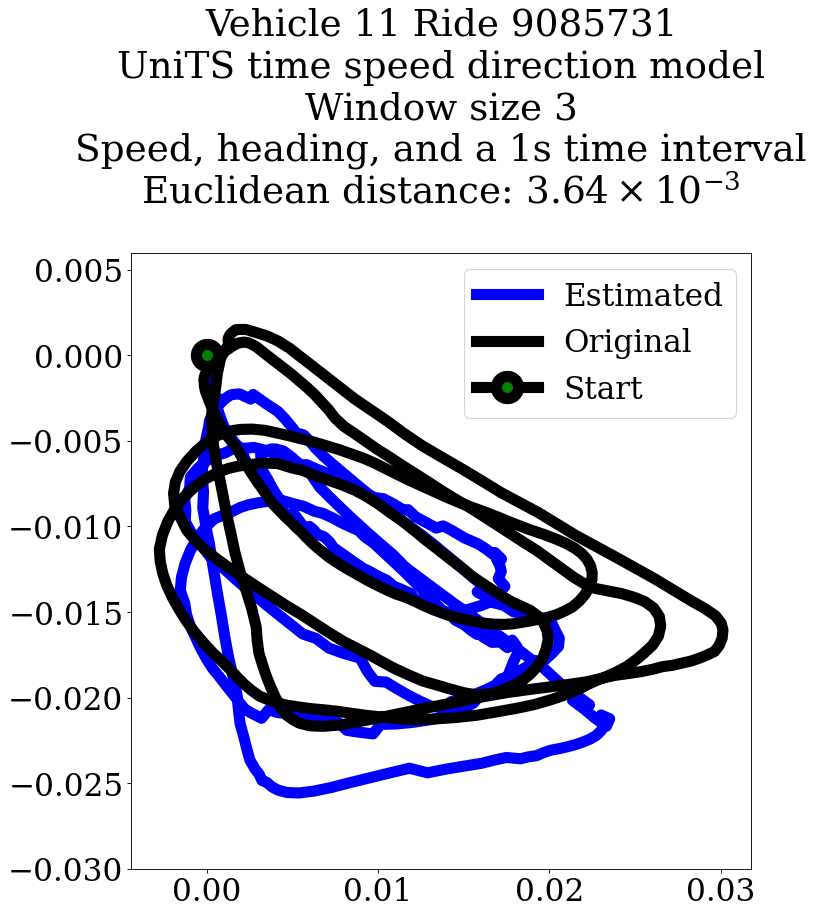 Vehicle 11 Ride 9085731
UniTS time speed direction model
Window size 3
Speed, heading, and a 1s time interval
Euclidean distance: 3.64 × 10⁻³
0.005
0.000
−0.005
−0.010
−0.015
−0.020
−0.025
−0.030
Estimated
Original
Start
0.00 0.01 0.02 0.03